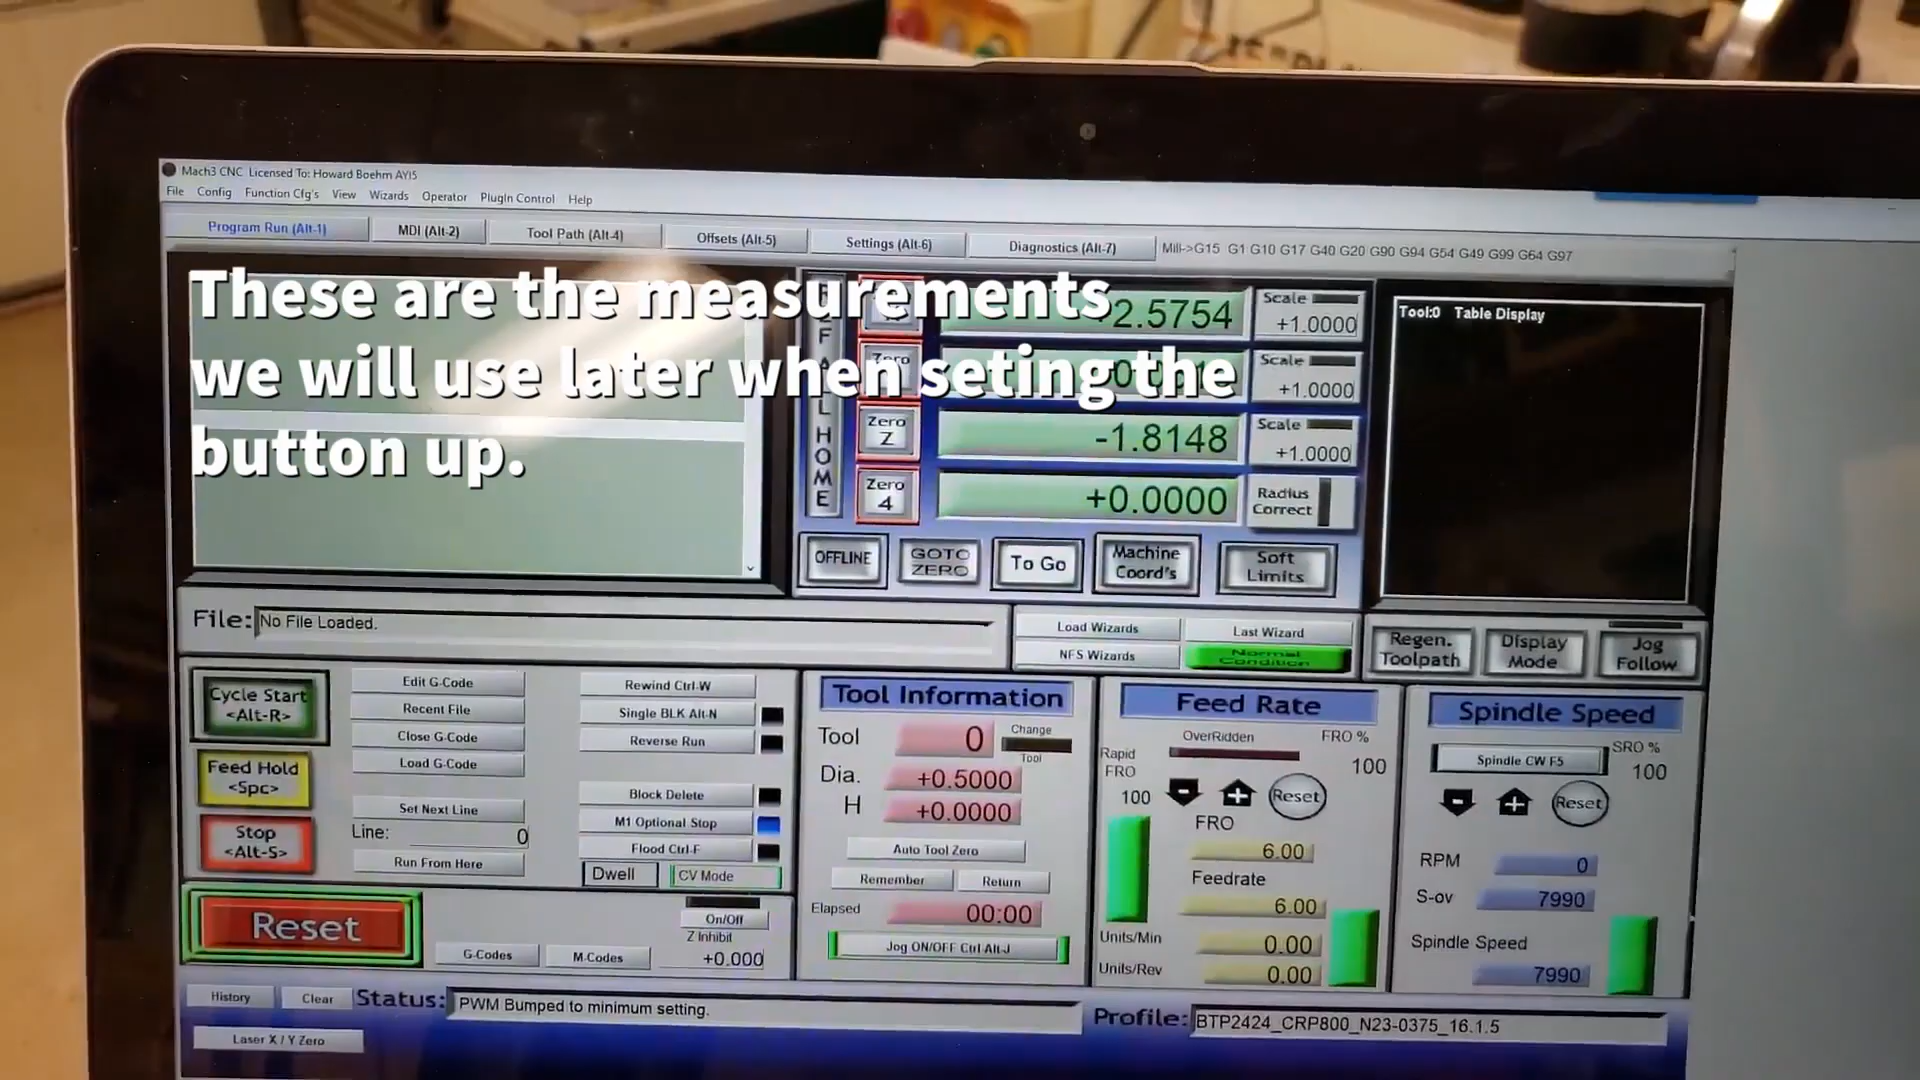 Mach3 CNC Licensed To: Howard Boehm AYI5
File Config Function Cfg's View Wizards Operator PlugIn Control Help
Program Run (Alt-1) MDI (Alt-2) Tool Path (Alt-4) Offsets (Alt-5) Settings (Alt-6) Diagnostics (Alt-7) Mill->G15 G1 G10 G17 G40 G20 G90 G94 G54 G49 G99 G64 G97
These are the measurements
we will use later when seting the
button up.
2.5754 Scale +1.0000
Zero Scale +1.0000
Zero Z -1.8148 Scale +1.0000
Zero 4 +0.0000 Radius Correct
HOME
OFFLINE GOTO ZERO To Go Machine Coord's Soft Limits
Tool:0 Table Display
File: No File Loaded.
Load Wizards Last Wizard
NFS Wizards Normal Condition
Regen. Toolpath Display Mode Jog Follow
Cycle Start <Alt-R>
Feed Hold <Spc>
Stop <Alt-S>
Reset
Edit G-Code
Recent File
Close G-Code
Load G-Code
Set Next Line
Line: 0
Run From Here
Rewind Ctrl-W
Single BLK Alt-N
Reverse Run
Block Delete
M1 Optional Stop
Flood Ctrl-F
Dwell CV Mode
On/Off
Z Inhibit
+0.000
G-Codes M-Codes
Tool Information
Tool 0 Change Tool
Dia. +0.5000
H +0.0000
Auto Tool Zero
Remember Return
Elapsed 00:00
Jog ON/OFF Ctrl-Alt-J
Feed Rate
OverRidden FRO %
Rapid FRO 100
100 Reset
FRO
6.00
Feedrate
6.00
Units/Min 0.00
Units/Rev 0.00
Spindle Speed
Spindle CW F5 SRO %
100
Reset
RPM 0
S-ov 7990
Spindle Speed
7990
History Clear Status: PWM Bumped to minimum setting.
Profile: BTP2424_CRP800_N23-0375_16.1.5
Laser X / Y Zero